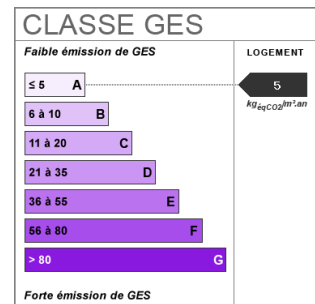 CLASSE GES
Faible émission de GES
LOGEMENT
≤ 5 A
5
kgéqCO2/m².an
6 à 10 B
11 à 20 C
21 à 35 D
36 à 55 E
56 à 80 F
> 80 G
Forte émission de GES